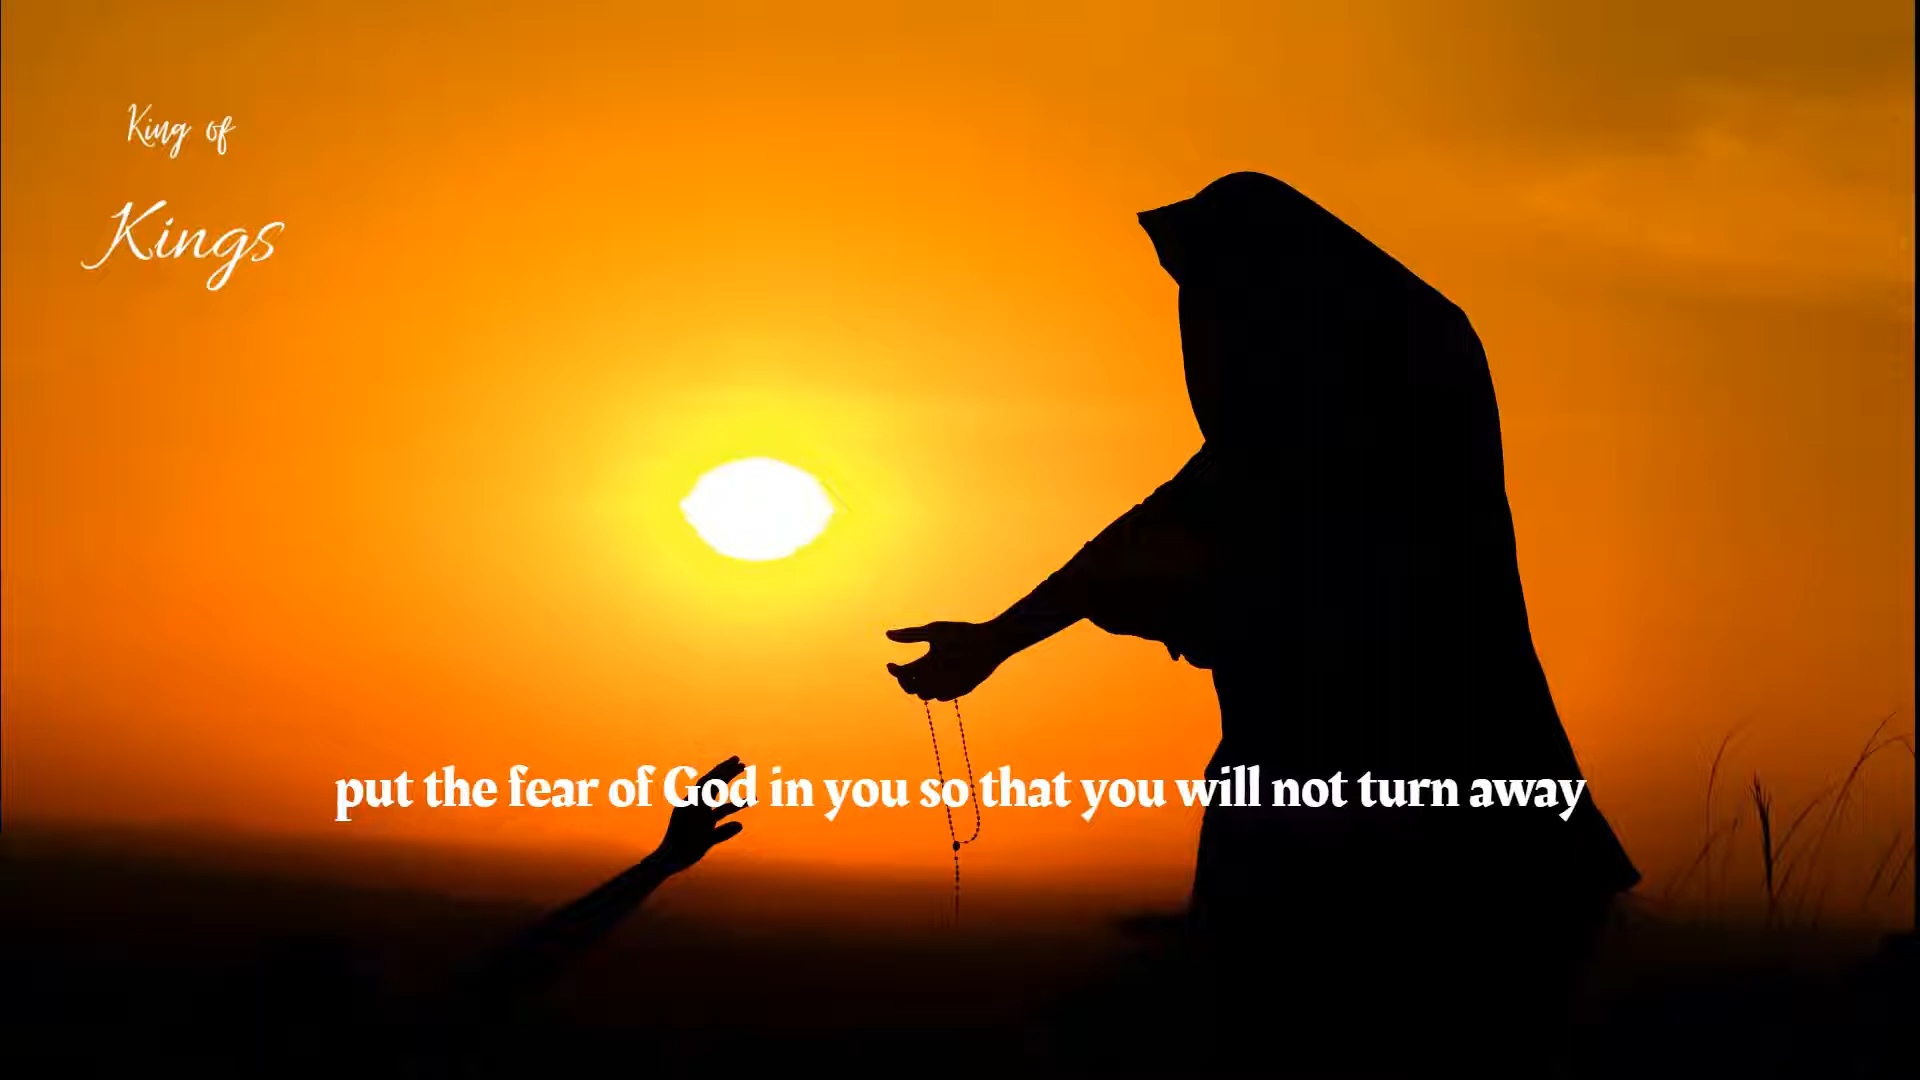 King of
Kings
put the fear of God in you so that you will not turn away